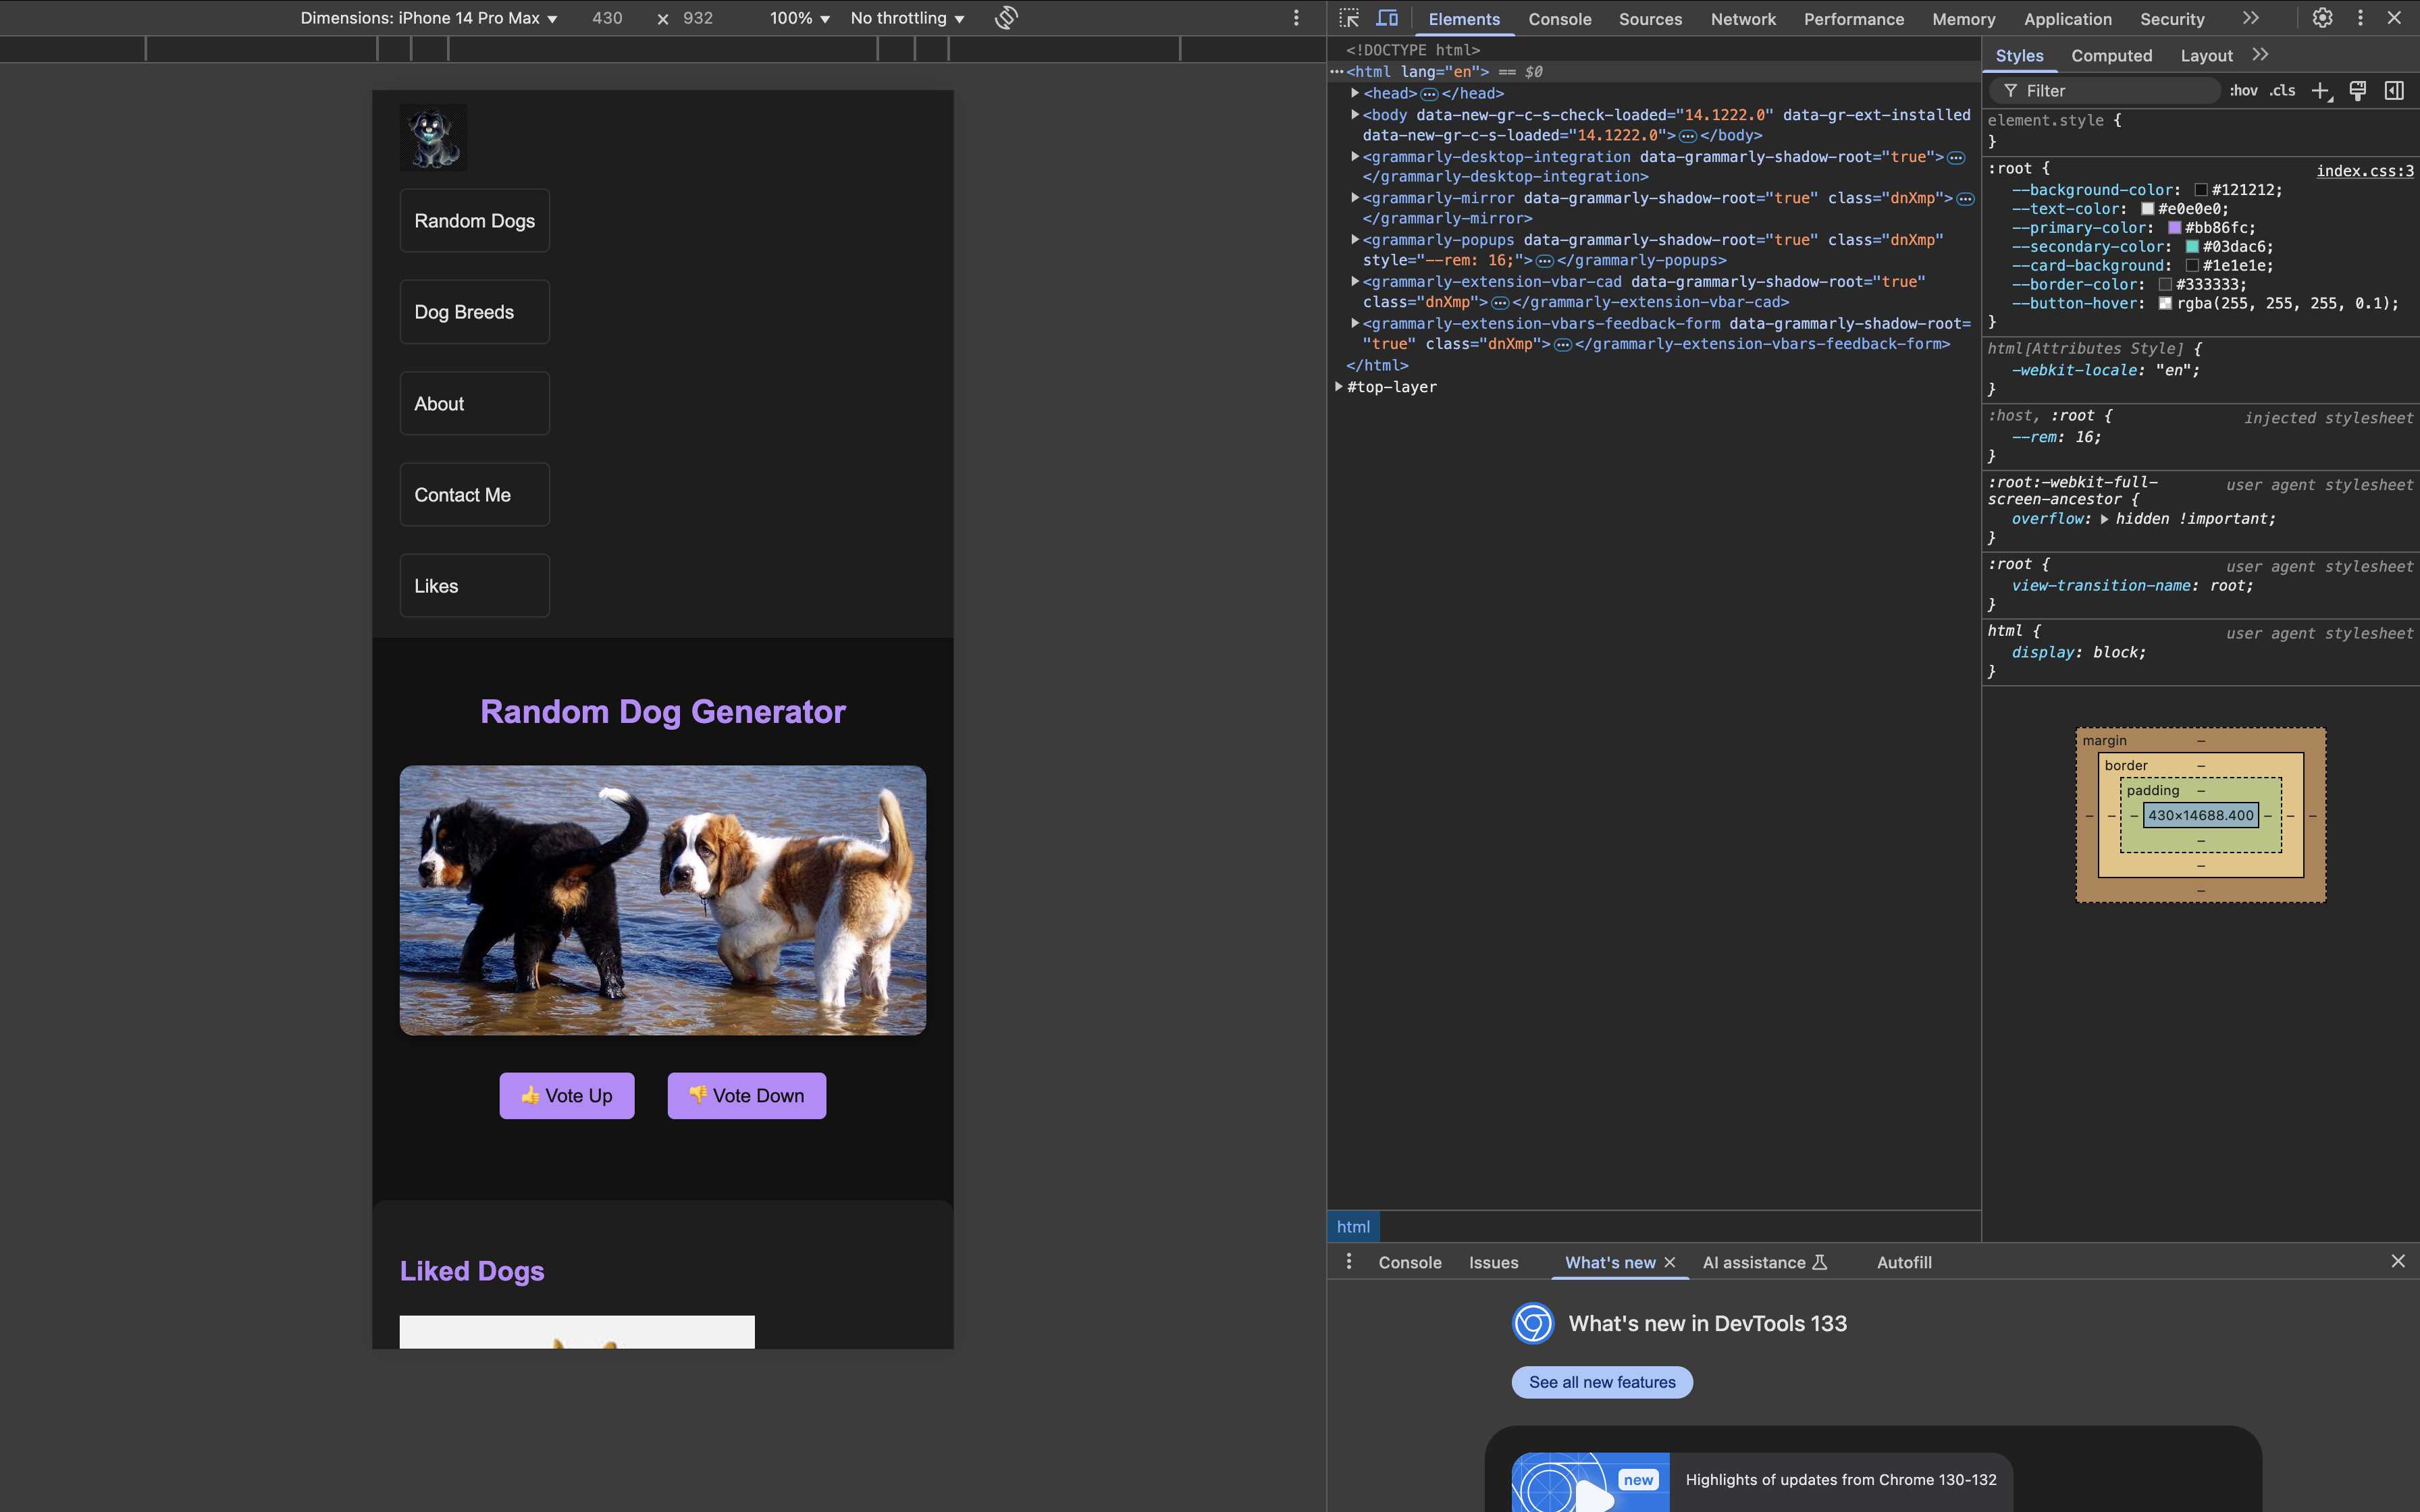 Dimensions: iPhone 14 Pro Max ▼ 430 × 932 100% ▼ No throttling ▼
Random Dogs
Dog Breeds
About
Contact Me
Likes
Random Dog Generator
👍 Vote Up 👎 Vote Down
Liked Dogs
Elements Console Sources Network Performance Memory Application Security
<!DOCTYPE html>
<html lang="en"> == $0
<head></head>
<body data-new-gr-c-s-check-loaded="14.1222.0" data-gr-ext-installed
data-new-gr-c-s-loaded="14.1222.0"></body>
<grammarly-desktop-integration data-grammarly-shadow-root="true">
</grammarly-desktop-integration>
<grammarly-mirror data-grammarly-shadow-root="true" class="dnXmp">
</grammarly-mirror>
<grammarly-popups data-grammarly-shadow-root="true" class="dnXmp"
style="--rem: 16;"></grammarly-popups>
<grammarly-extension-vbar-cad data-grammarly-shadow-root="true"
class="dnXmp"></grammarly-extension-vbar-cad>
<grammarly-extension-vbars-feedback-form data-grammarly-shadow-root=
"true" class="dnXmp"></grammarly-extension-vbars-feedback-form>
</html>
#top-layer
html
Styles Computed Layout
Filter :hov .cls
element.style {
}
:root { index.css:3
--background-color: #121212;
--text-color: #e0e0e0;
--primary-color: #bb86fc;
--secondary-color: #03dac6;
--card-background: #1e1e1e;
--border-color: #333333;
--button-hover: rgba(255, 255, 255, 0.1);
}
html[Attributes Style] {
-webkit-locale: "en";
}
:host, :root { injected stylesheet
--rem: 16;
}
:root:-webkit-full- user agent stylesheet
screen-ancestor {
overflow: hidden !important;
}
:root { user agent stylesheet
view-transition-name: root;
}
html { user agent stylesheet
display: block;
}
margin –
border –
padding –
– – – 430×14688.400 – – –
–
–
–
Console Issues What's new AI assistance Autofill
What's new in DevTools 133
See all new features
new
Highlights of updates from Chrome 130-132